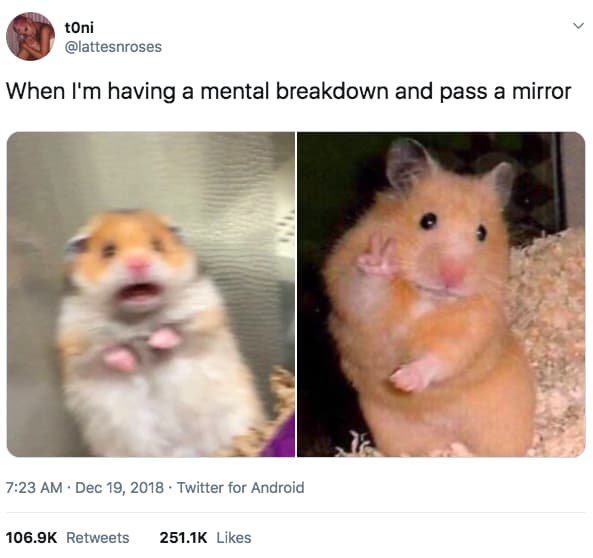 t0ni
@lattesnroses
When I'm having a mental breakdown and pass a mirror
7:23 AM · Dec 19, 2018 · Twitter for Android
106.9K Retweets 251.1K Likes